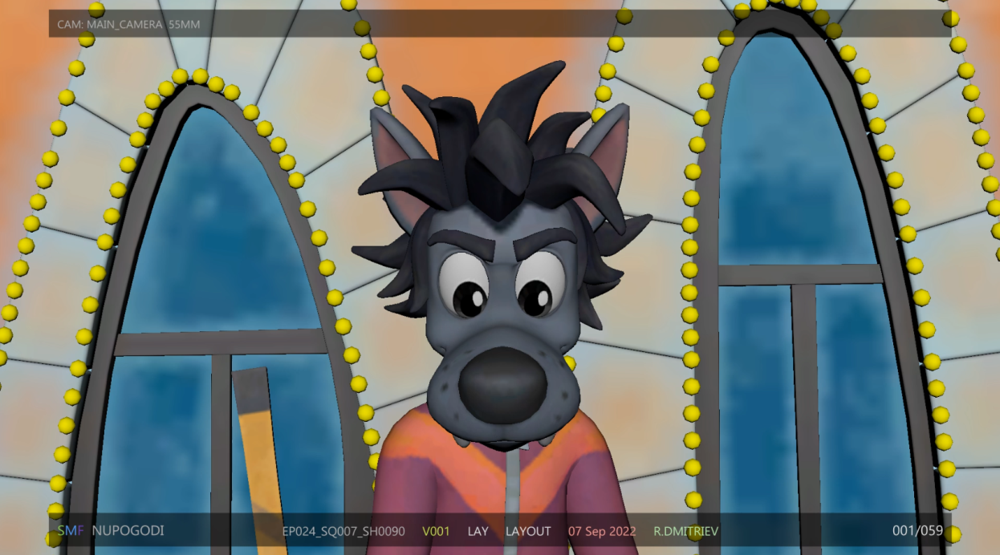 CAM: MAIN_CAMERA 55MM
SMF NUPOGODI EP024_SQ007_SH0090 V001 LAY LAYOUT 07 Sep 2022 R.DMITRIEV 001/059